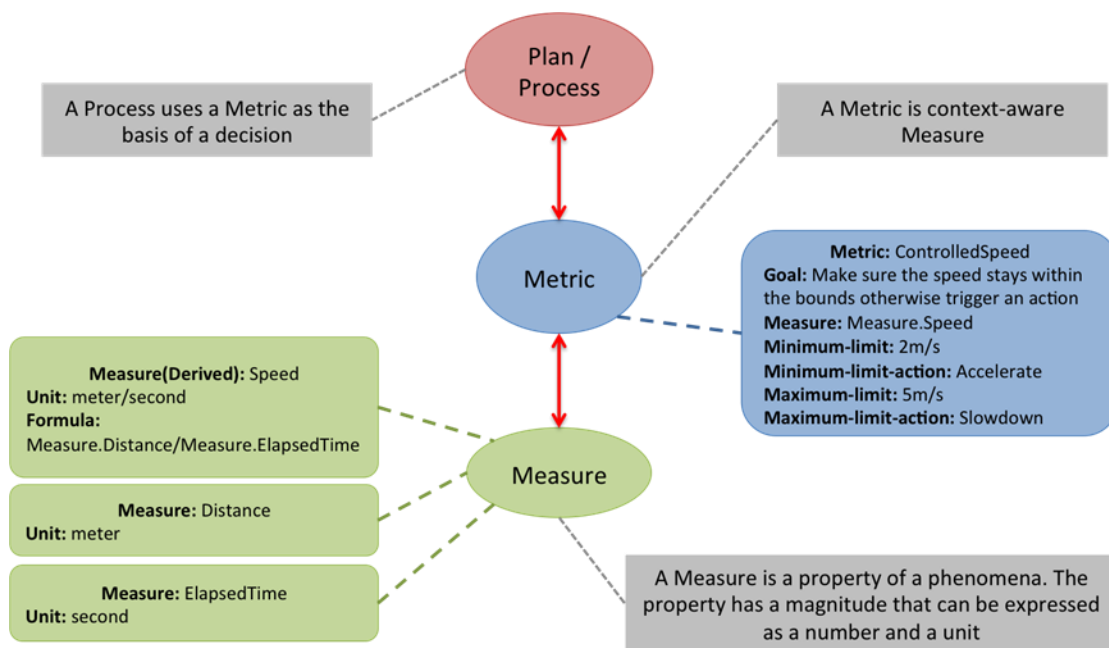 Plan /
Process
A Process uses a Metric as the
basis of a decision
A Metric is context-aware
Measure
Metric
Metric: ControlledSpeed
Goal: Make sure the speed stays within
the bounds otherwise trigger an action
Measure: Measure.Speed
Minimum-limit: 2m/s
Minimum-limit-action: Accelerate
Maximum-limit: 5m/s
Maximum-limit-action: Slowdown
Measure(Derived): Speed
Unit: meter/second
Formula:
Measure.Distance/Measure.ElapsedTime
Measure
Measure: Distance
Unit: meter
Measure: ElapsedTime
Unit: second
A Measure is a property of a phenomena. The
property has a magnitude that can be expressed
as a number and a unit